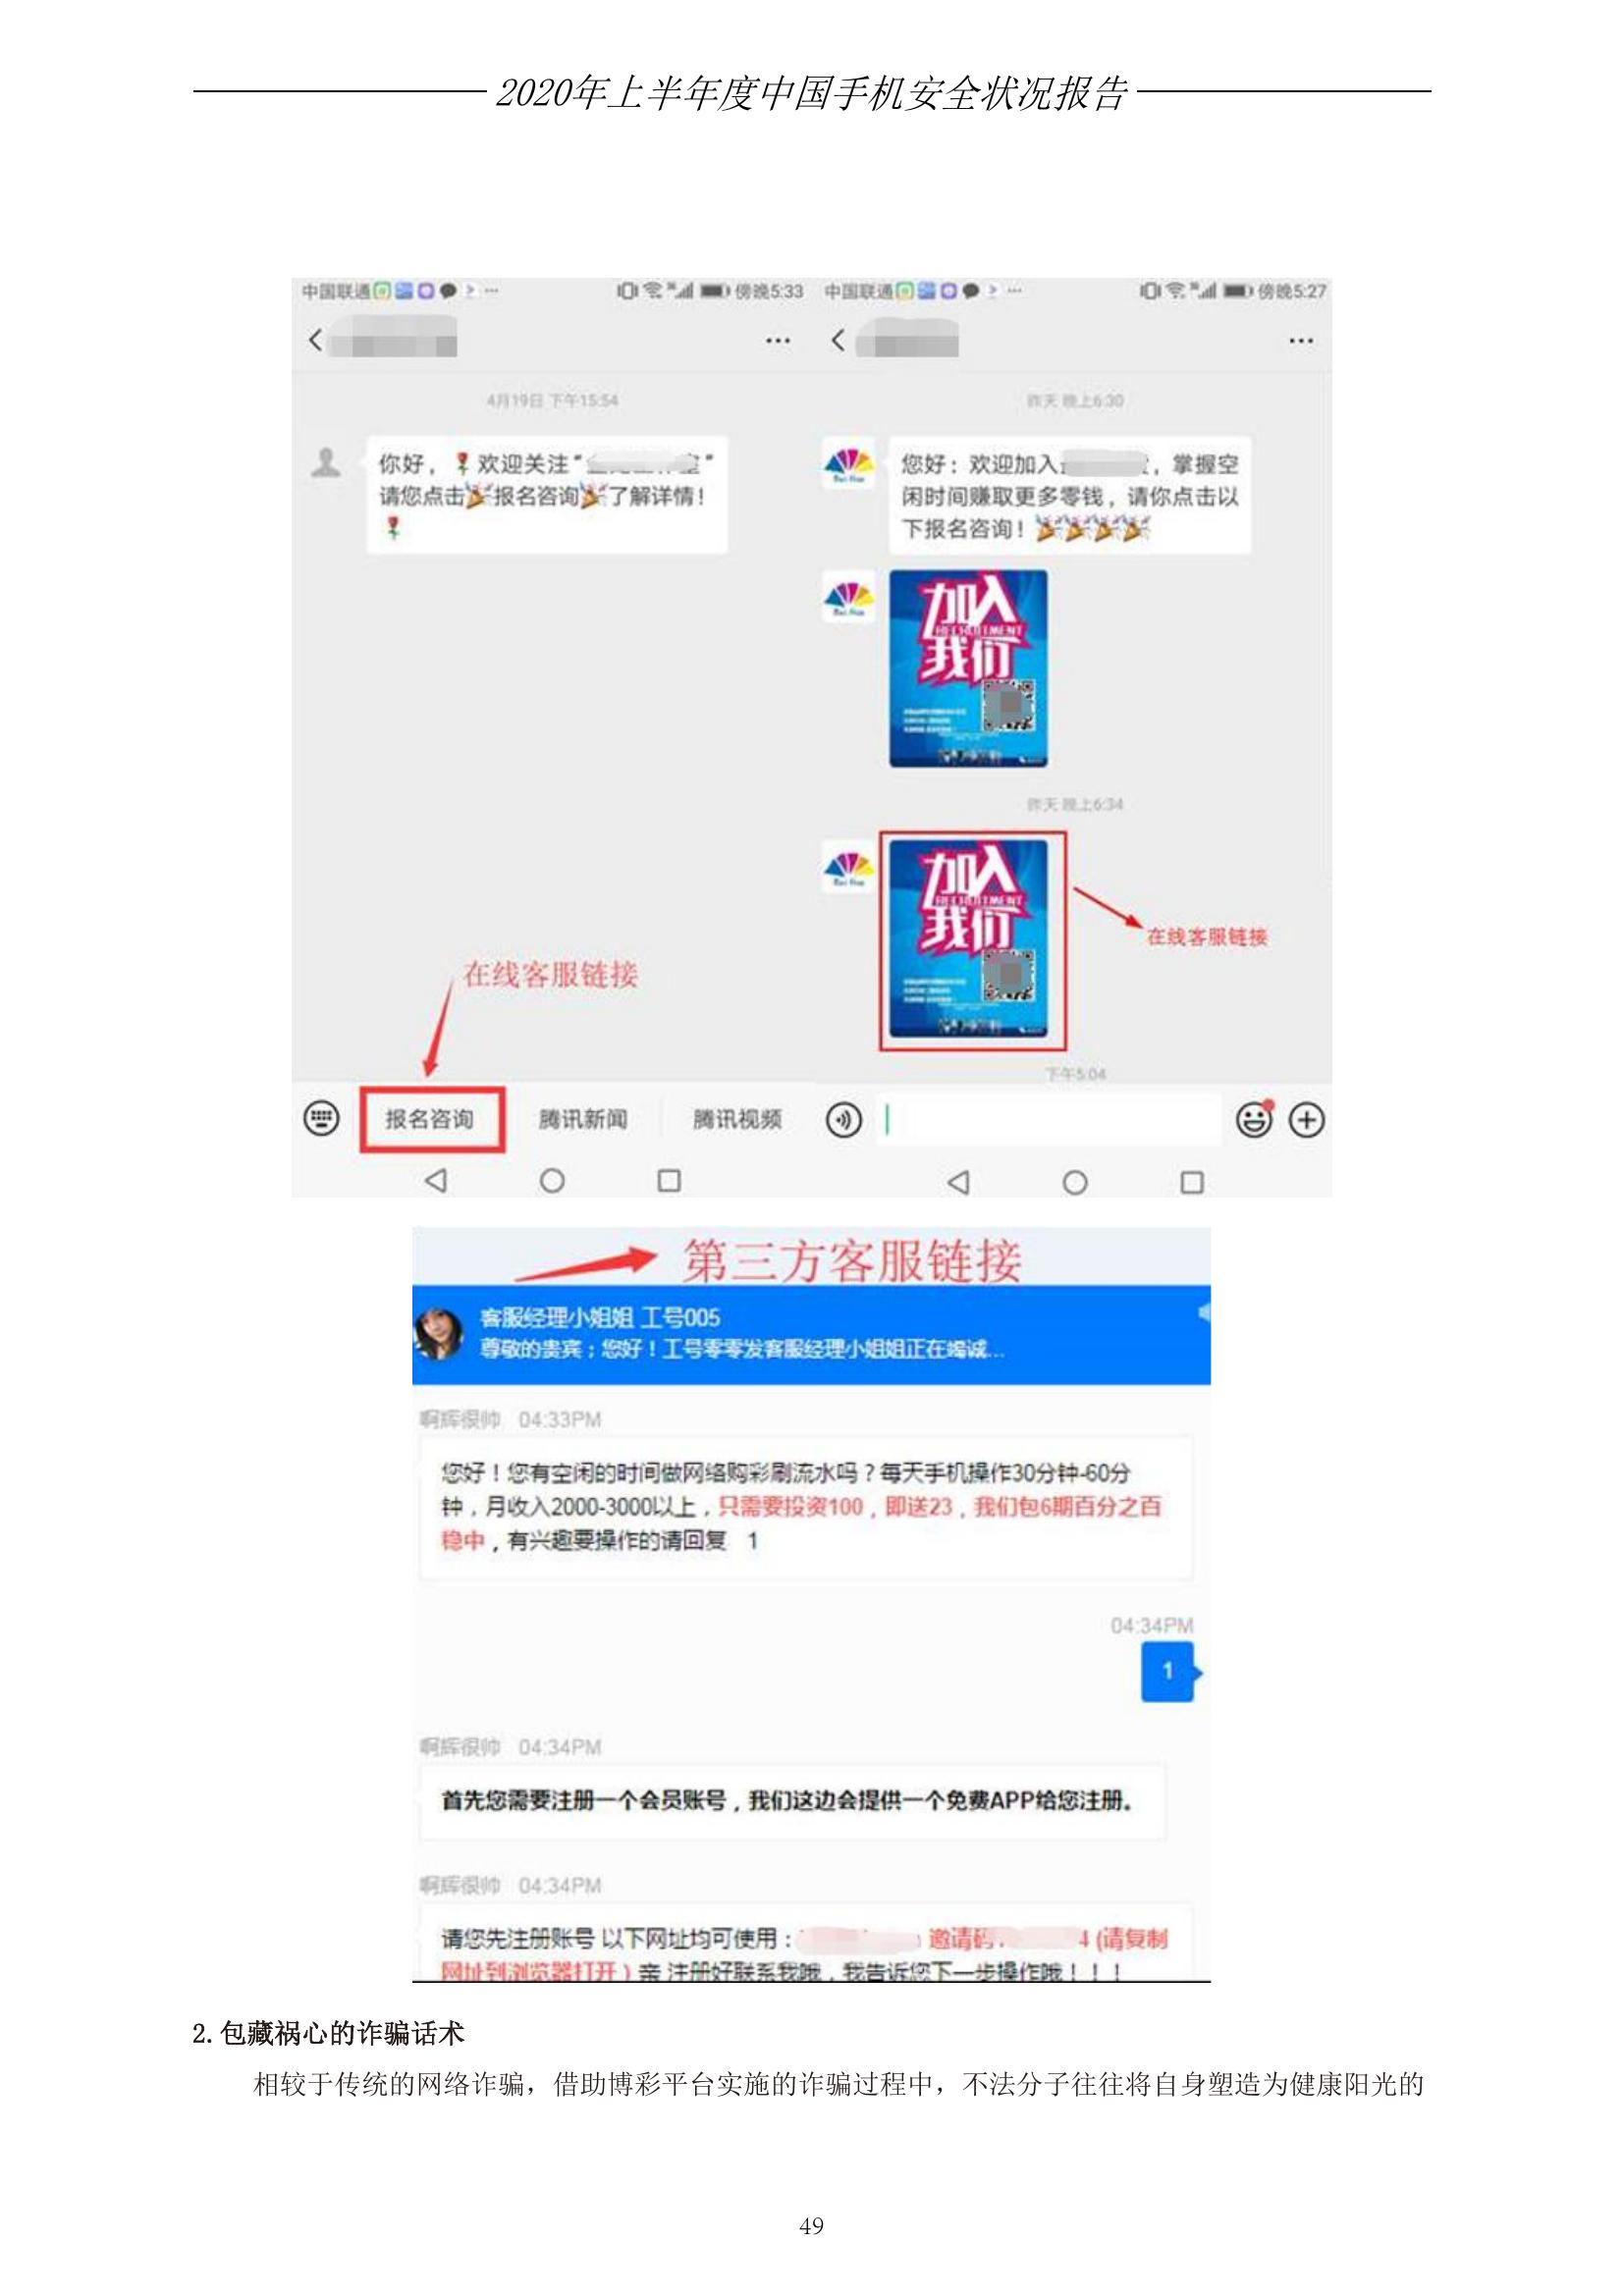 2020年上半年度中国手机安全状况报告
中国联通
傍晚5:33
中国联通
傍晚5:27
4月19日 下午15:54
你好，欢迎关注“ ”
请您点击报名咨询了解详情！
在线客服链接
报名咨询
腾讯新闻
腾讯视频
昨天 晚上6:30
您好：欢迎加入 ，掌握空
闲时间赚取更多零钱，请你点击以
下报名咨询！
加入
RECRUITMENT
我们
昨天 晚上6:34
加入
RECRUITMENT
我们
在线客服链接
下午5:04
第三方客服链接
客服经理小姐姐 工号005
尊敬的贵宾；您好！工号零零发客服经理小姐姐正在竭诚...
啊辉很帅 04:33PM
您好！您有空闲的时间做网络购彩刷流水吗？每天手机操作30分钟-60分
钟，月收入2000-3000以上，只需要投资100，即送23，我们包6期百分之百
稳中，有兴趣要操作的请回复 1
04:34PM
1
啊辉很帅 04:34PM
首先您需要注册一个会员账号，我们这边会提供一个免费APP给您注册。
啊辉很帅 04:34PM
请您先注册账号 以下网址均可使用： 邀请码 4 (请复制
网址到浏览器打开）亲 注册好联系我哦，我告诉您下一步操作哦！！！
2. 包藏祸心的诈骗话术
相较于传统的网络诈骗，借助博彩平台实施的诈骗过程中，不法分子往往将自身塑造为健康阳光的
49